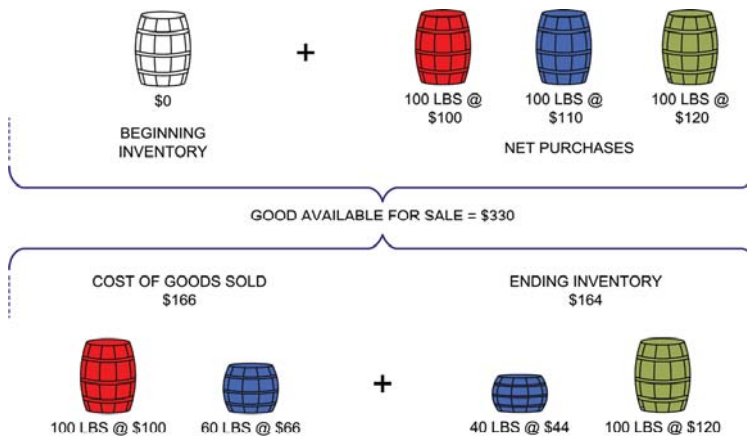 +
$0
100 LBS @
$100
100 LBS @
$110
100 LBS @
$120
BEGINNING
INVENTORY
NET PURCHASES
GOOD AVAILABLE FOR SALE = $330
COST OF GOODS SOLD
$166
ENDING INVENTORY
$164
+
100 LBS @ $100
60 LBS @ $66
40 LBS @ $44
100 LBS @ $120